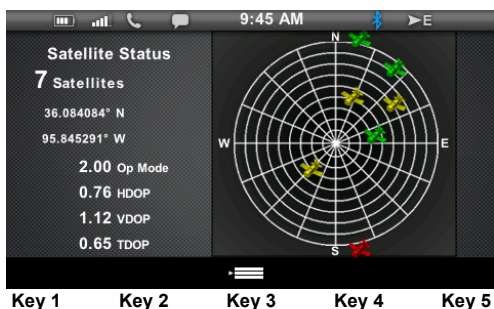 9:45 AM
E
Satellite Status
7 Satellites
36.084084° N
95.845291° W
2.00 Op Mode
0.76 HDOP
1.12 VDOP
0.65 TDOP
N
W
E
S
Key 1 Key 2 Key 3 Key 4 Key 5